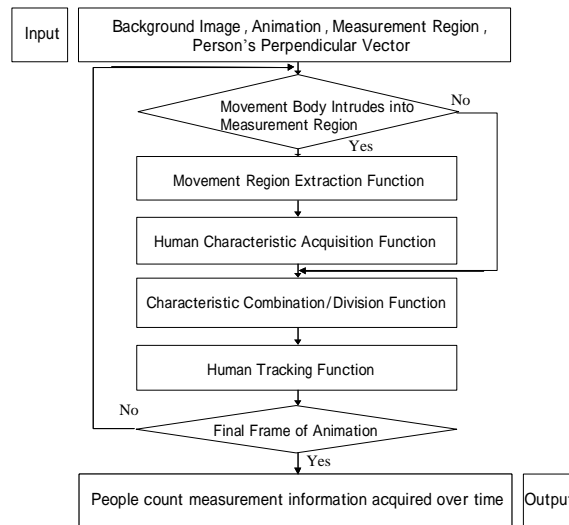 Input
Background Image , Animation , Measurement Region ,
Person's Perpendicular Vector
Movement Body Intrudes into
Measurement Region
No
Yes
Movement Region Extraction Function
Human Characteristic Acquisition Function
Characteristic Combination/Division Function
Human Tracking Function
No
Final Frame of Animation
Yes
People count measurement information acquired over time
Output